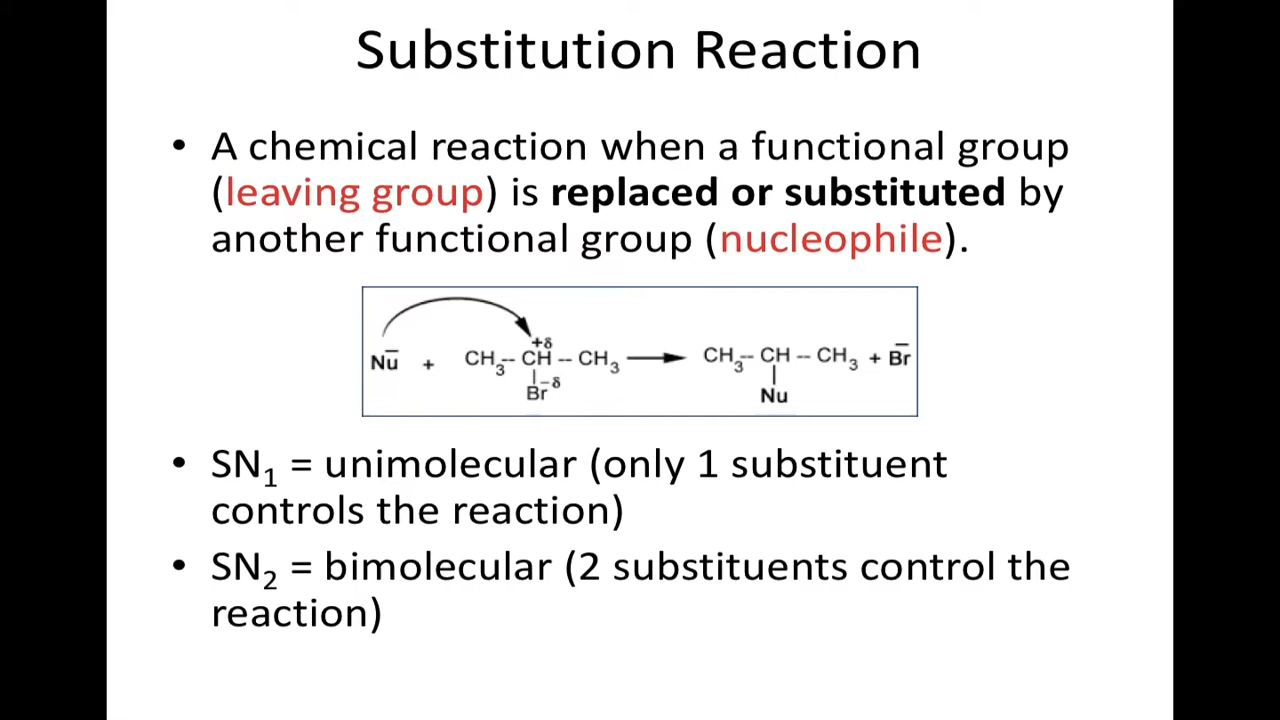 Substitution Reaction
• A chemical reaction when a functional group
(leaving group) is replaced or substituted by
another functional group (nucleophile).
+δ
Nu̅ + CH₃-- CH -- CH₃ ⟶ CH₃-- CH -- CH₃ + B̅r
| –δ |
Br Nu
• SN₁ = unimolecular (only 1 substituent
controls the reaction)
• SN₂ = bimolecular (2 substituents control the
reaction)